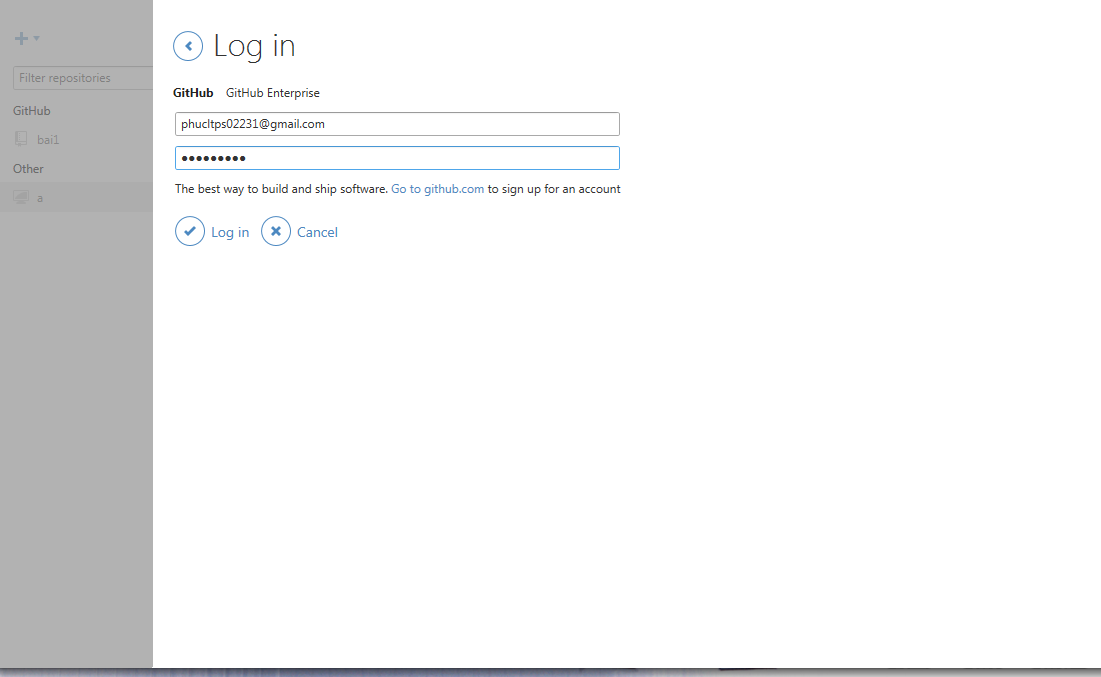 Log in
Filter repositories
GitHub
bai1
Other
a
GitHub GitHub Enterprise
phucltps02231@gmail.com
•••••••••
The best way to build and ship software. Go to github.com to sign up for an account
Log in Cancel